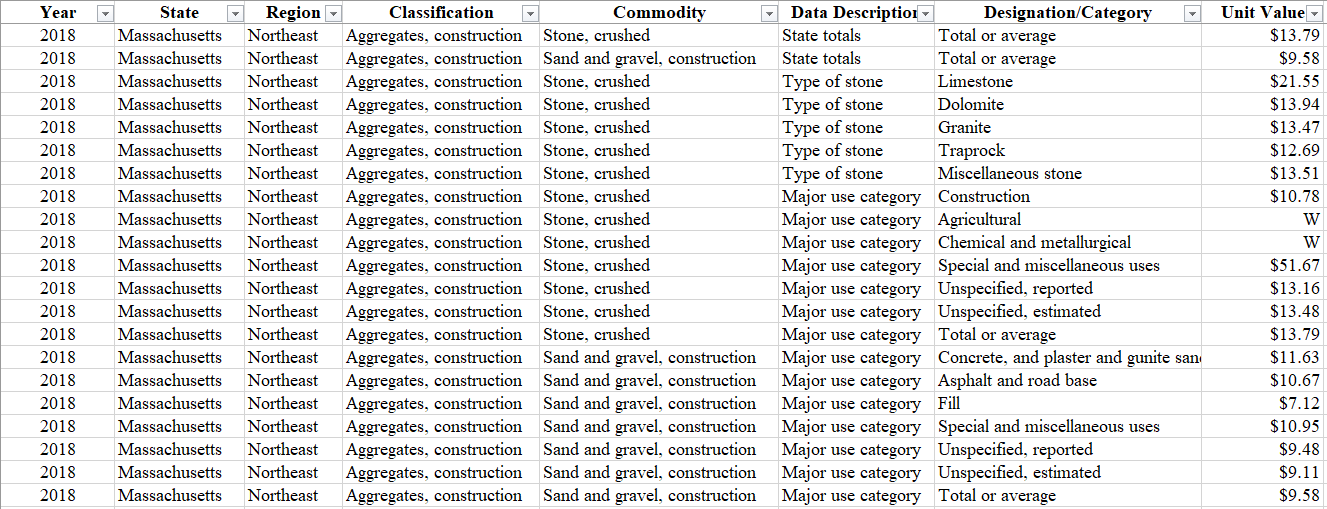 Year State Region Classification Commodity Data Description Designation/Category Unit Value
2018 Massachusetts Northeast Aggregates, construction Stone, crushed State totals Total or average $13.79
2018 Massachusetts Northeast Aggregates, construction Sand and gravel, construction State totals Total or average $9.58
2018 Massachusetts Northeast Aggregates, construction Stone, crushed Type of stone Limestone $21.55
2018 Massachusetts Northeast Aggregates, construction Stone, crushed Type of stone Dolomite $13.94
2018 Massachusetts Northeast Aggregates, construction Stone, crushed Type of stone Granite $13.47
2018 Massachusetts Northeast Aggregates, construction Stone, crushed Type of stone Traprock $12.69
2018 Massachusetts Northeast Aggregates, construction Stone, crushed Type of stone Miscellaneous stone $13.51
2018 Massachusetts Northeast Aggregates, construction Stone, crushed Major use category Construction $10.78
2018 Massachusetts Northeast Aggregates, construction Stone, crushed Major use category Agricultural W
2018 Massachusetts Northeast Aggregates, construction Stone, crushed Major use category Chemical and metallurgical W
2018 Massachusetts Northeast Aggregates, construction Stone, crushed Major use category Special and miscellaneous uses $51.67
2018 Massachusetts Northeast Aggregates, construction Stone, crushed Major use category Unspecified, reported $13.16
2018 Massachusetts Northeast Aggregates, construction Stone, crushed Major use category Unspecified, estimated $13.48
2018 Massachusetts Northeast Aggregates, construction Stone, crushed Major use category Total or average $13.79
2018 Massachusetts Northeast Aggregates, construction Sand and gravel, construction Major use category Concrete, and plaster and gunite san $11.63
2018 Massachusetts Northeast Aggregates, construction Sand and gravel, construction Major use category Asphalt and road base $10.67
2018 Massachusetts Northeast Aggregates, construction Sand and gravel, construction Major use category Fill $7.12
2018 Massachusetts Northeast Aggregates, construction Sand and gravel, construction Major use category Special and miscellaneous uses $10.95
2018 Massachusetts Northeast Aggregates, construction Sand and gravel, construction Major use category Unspecified, reported $9.48
2018 Massachusetts Northeast Aggregates, construction Sand and gravel, construction Major use category Unspecified, estimated $9.11
2018 Massachusetts Northeast Aggregates, construction Sand and gravel, construction Major use category Total or average $9.58